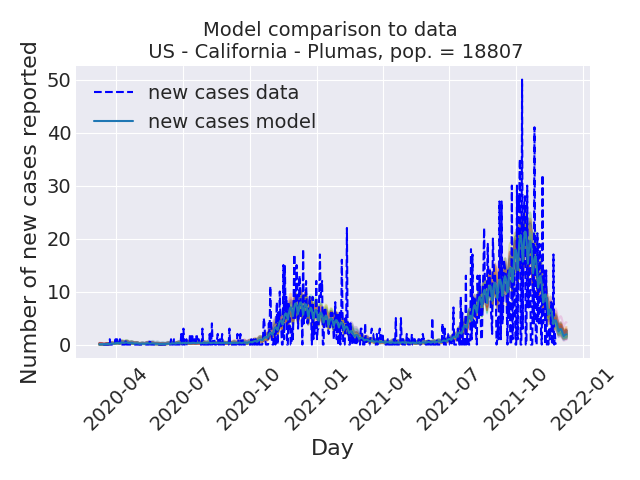 Model comparison to data
US - California - Plumas, pop. = 18807
Number of new cases reported
50
40
30
20
10
0
new cases data
new cases model
2020-04
2020-07
2020-10
2021-01
2021-04
2021-07
2021-10
2022-01
Day